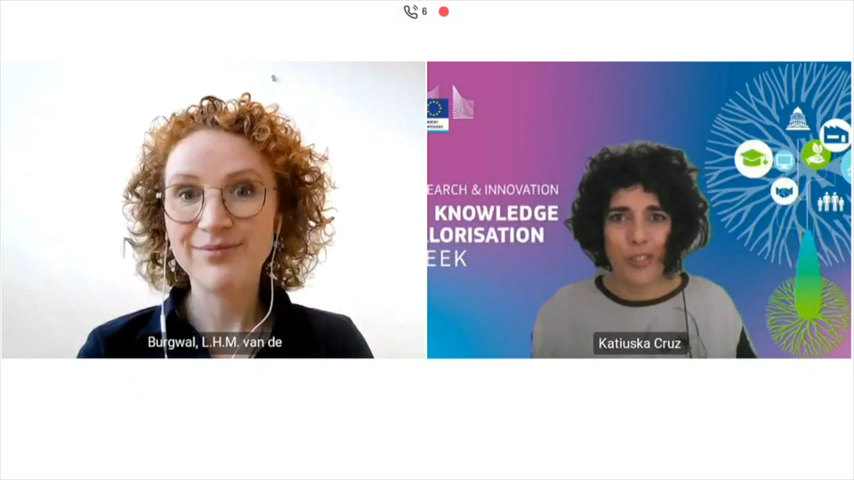 6
EARCH & INNOVATION
KNOWLEDGE
LORISATION
EEK
Burgwal, L.H.M. van de
Katiuska Cruz